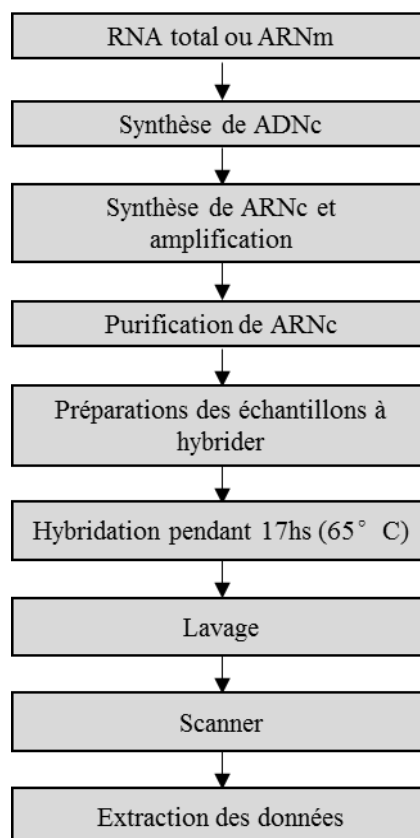 RNA total ou ARNm
Synthèse de ADNc
Synthèse de ARNc et
amplification
Purification de ARNc
Préparations des échantillons à
hybrider
Hybridation pendant 17hs (65° C)
Lavage
Scanner
Extraction des données